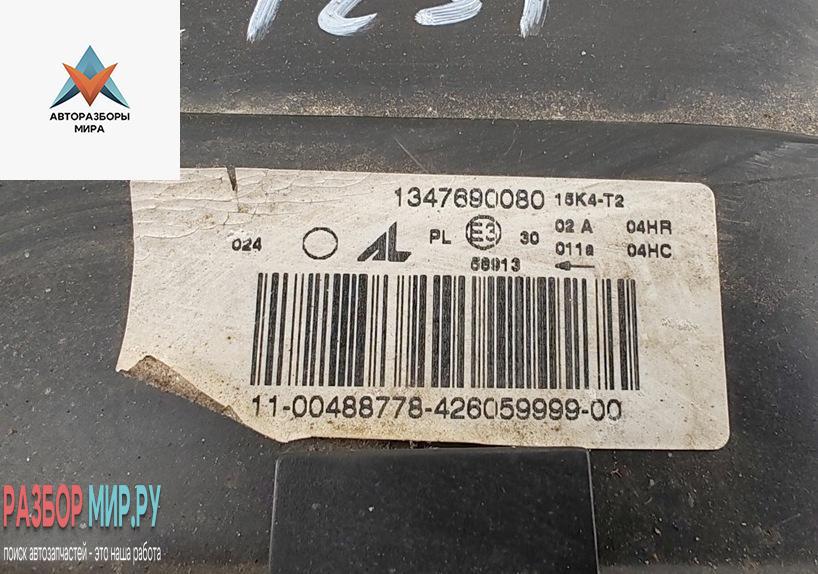 АВТОРАЗБОРЫ
МИРА
1347690080 15K4-T2
024 AL PL E3 30 02 A 04HR
011a 04HC
56913
11-00488778-426059999-00
РАЗБОР.МИР.РУ
поиск автозапчастей - это наша работа